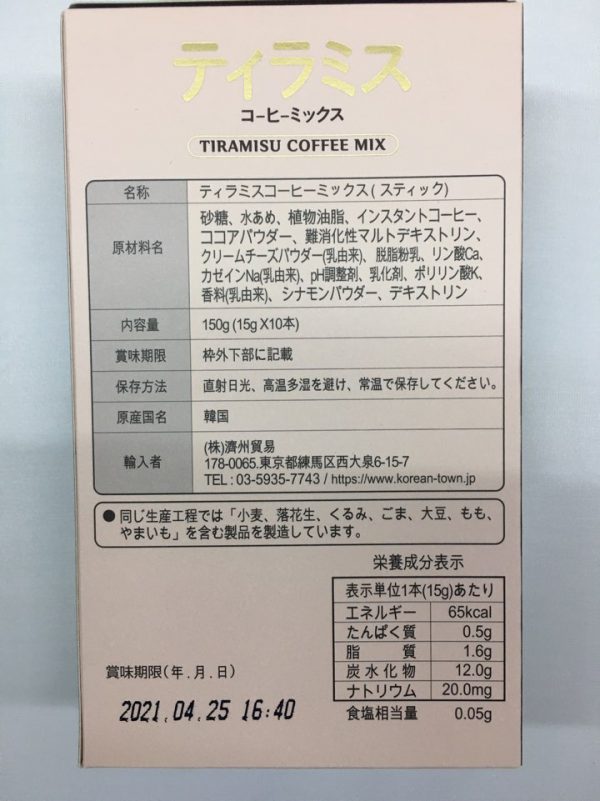 ティラミス
コーヒーミックス
TIRAMISU COFFEE MIX
名称 ティラミスコーヒーミックス( スティック)
原材料名 砂糖、水あめ、植物油脂、インスタントコーヒー、
ココアパウダー、難消化性マルトデキストリン、
クリームチーズパウダー(乳由来)、脱脂粉乳、リン酸Ca、
カゼインNa(乳由来)、pH調整剤、乳化剤、ポリリン酸K、
香料(乳由来)、シナモンパウダー、デキストリン
内容量 150g (15g X10本)
賞味期限 枠外下部に記載
保存方法 直射日光、高温多湿を避け、常温で保存してください。
原産国名 韓国
輸入者 (株)濟州貿易
178-0065.東京都練馬区西大泉6-15-7
TEL : 03-5935-7743 / https://www.korean-town.jp
●同じ生産工程では「小麦、落花生、くるみ、ごま、大豆、もも、
やまいも」を含む製品を製造しています。
栄養成分表示
表示単位1本(15g)あたり
エネルギー 65kcal
たんぱく質 0.5g
脂 質 1.6g
炭水化物 12.0g
ナトリウム 20.0mg
食塩相当量 0.05g
賞味期限(年.月.日)
2021.04.25 16:40